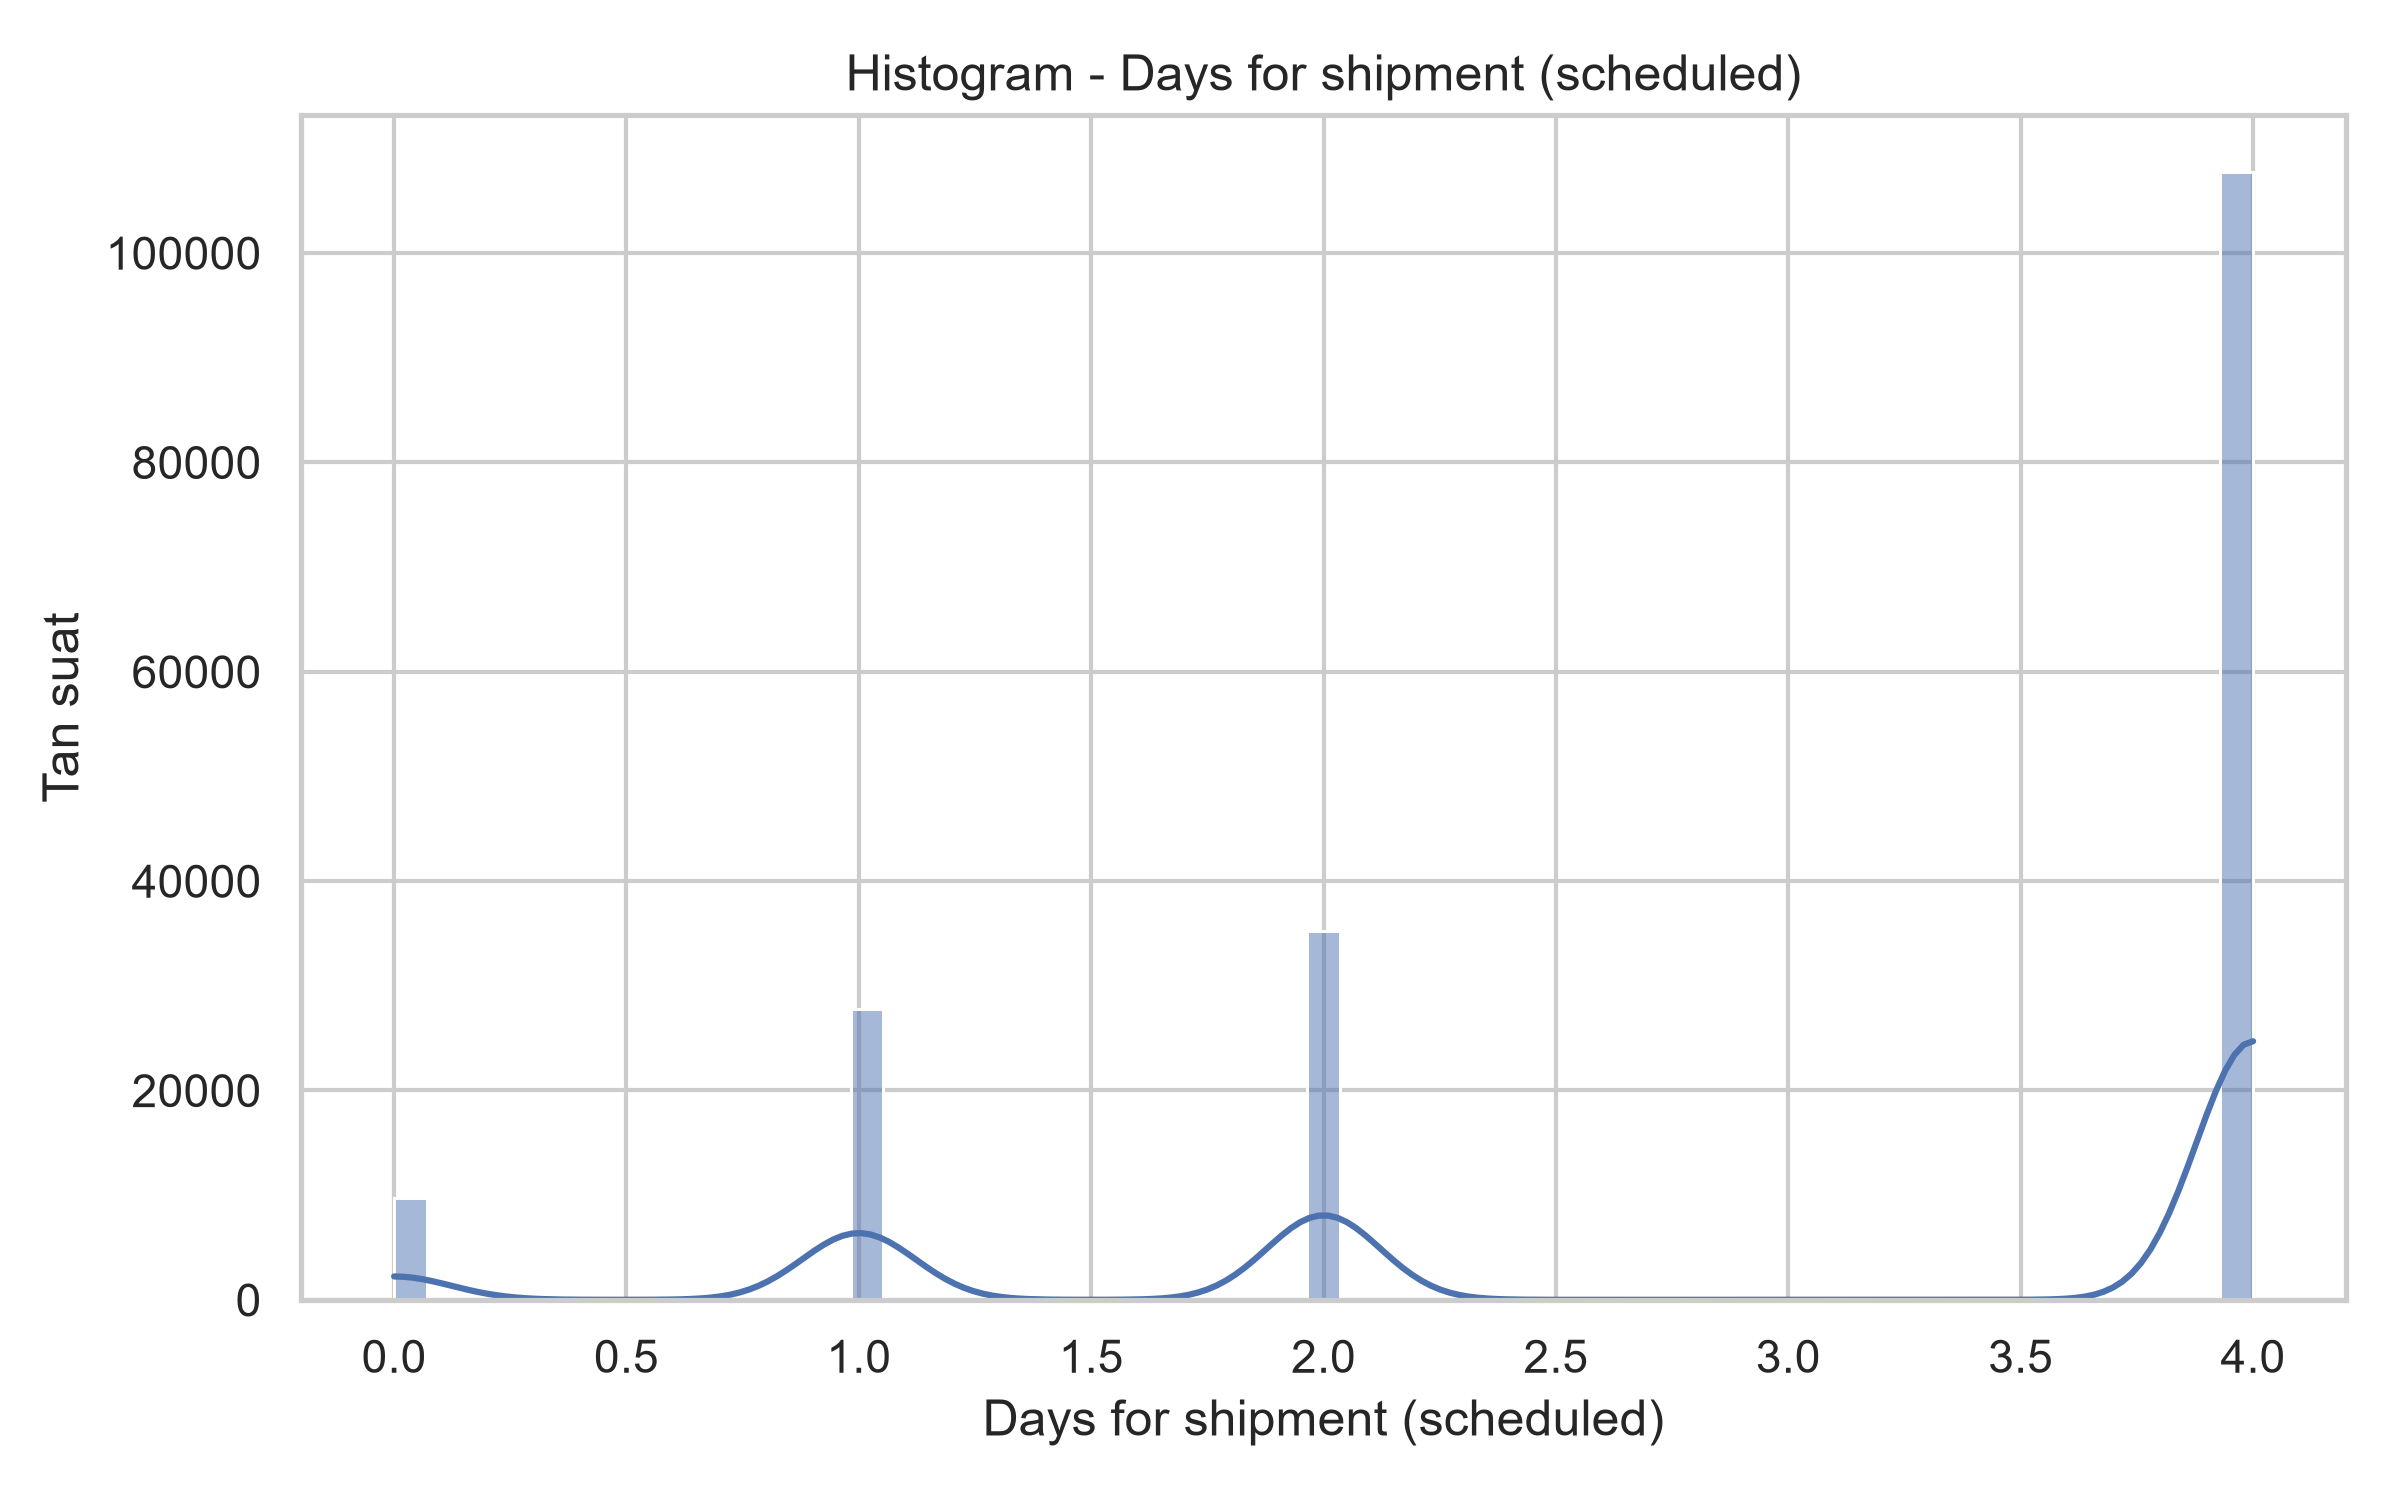 Histogram - Days for shipment (scheduled)
Tan suat
100000
80000
60000
40000
20000
0
0.0 0.5 1.0 1.5 2.0 2.5 3.0 3.5 4.0
Days for shipment (scheduled)